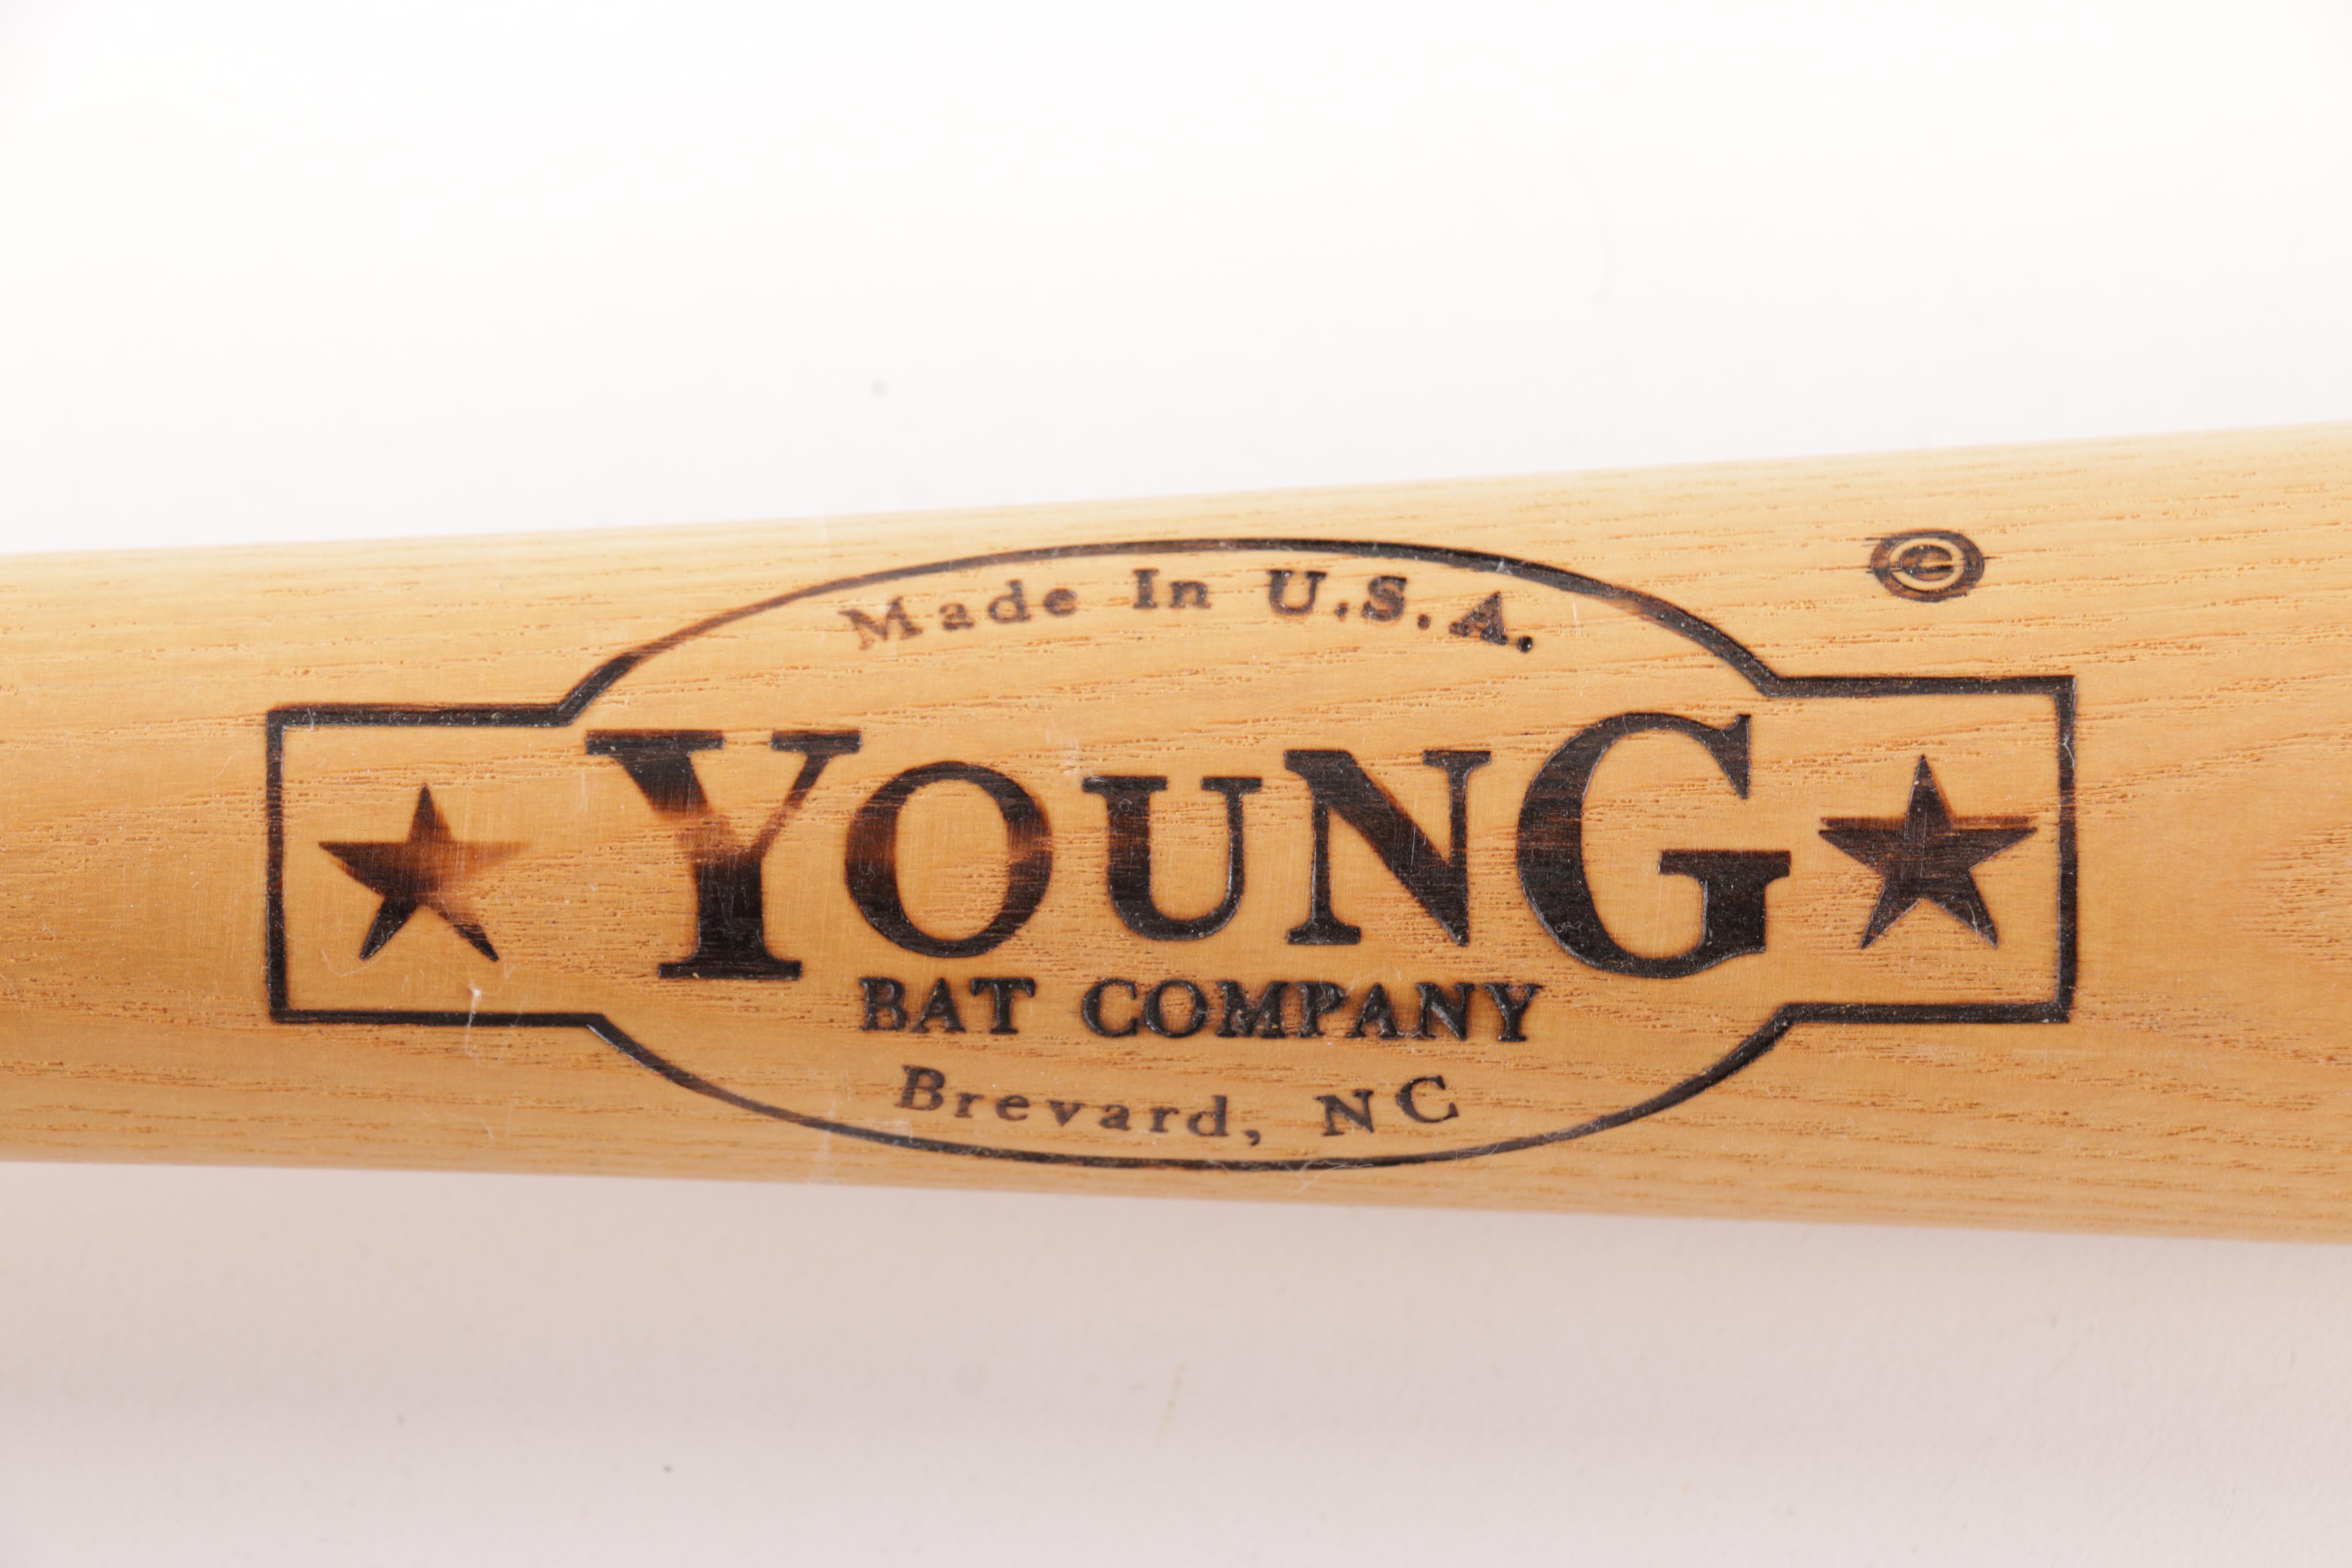 Made In U.S.A.
YOUNG
BAT COMPANY
Brevard, NC